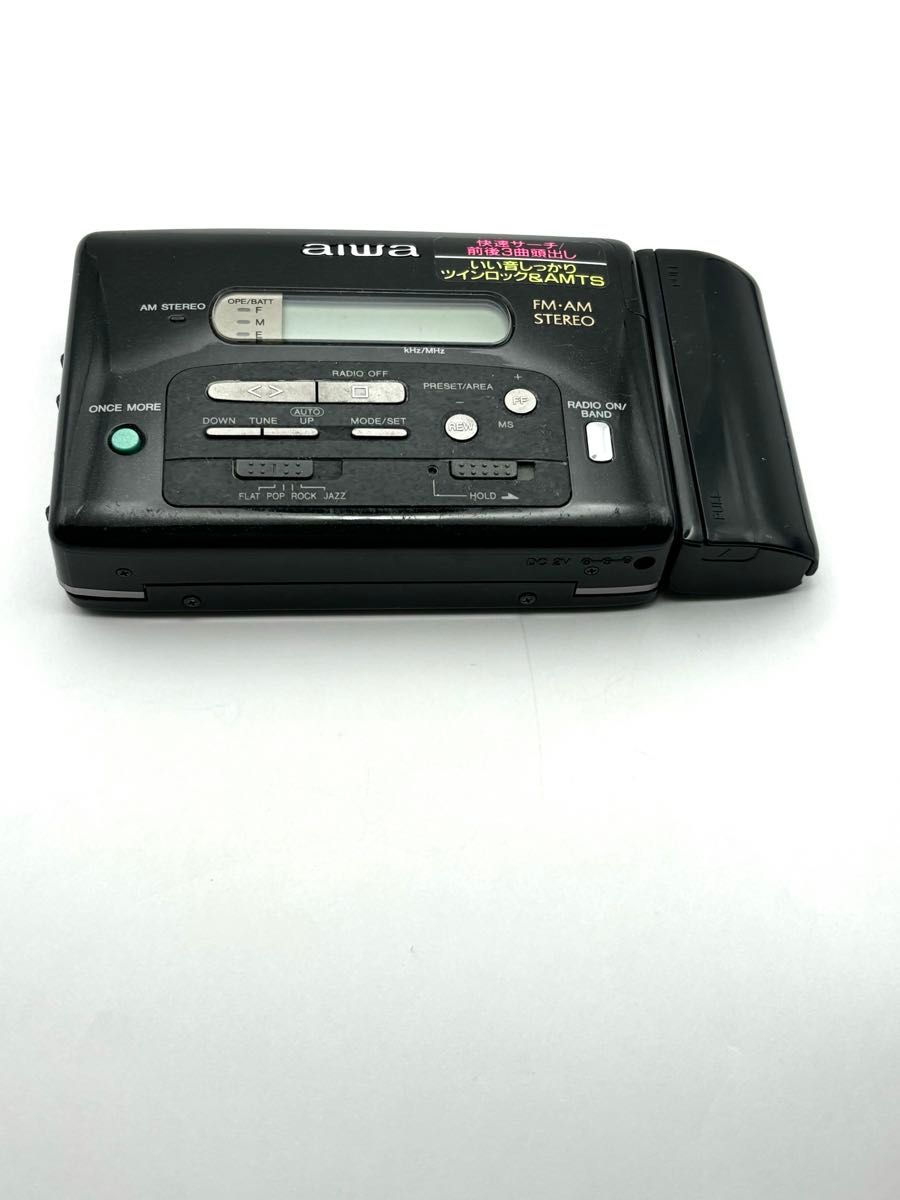 aiwa
快速サーチ/
前後3曲頭出し
いい音しっかり
ツインロック&AMTS
AM STEREO
OPE/BATT
F
M
E
FM•AM
STEREO
kHz/MHz
RADIO OFF
PRESET/AREA
+
FF
ONCE MORE
DOWN TUNE AUTO UP
MODE/SET
-
REW
MS
RADIO ON/
BAND
FLAT POP ROCK JAZZ
HOLD
DC 2V
PULL
PULL